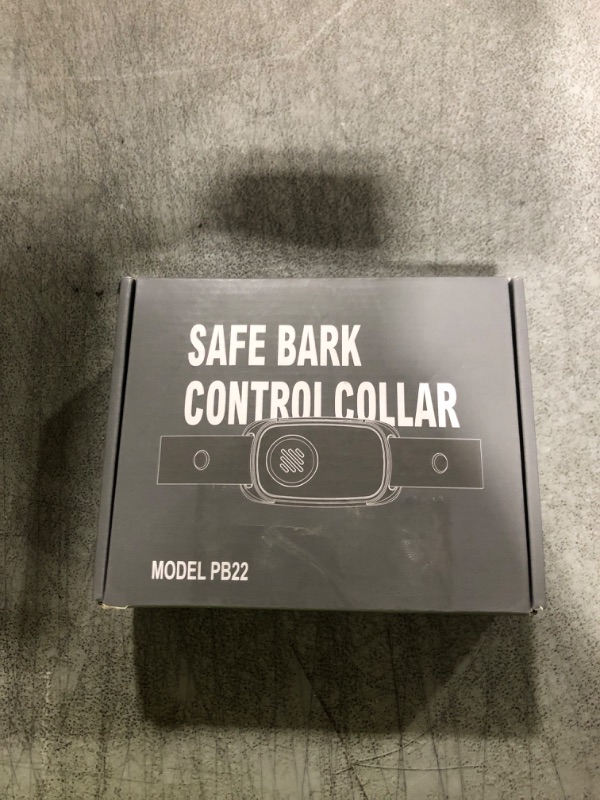 SAFE BARK
CONTROL COLLAR
MODEL PB22